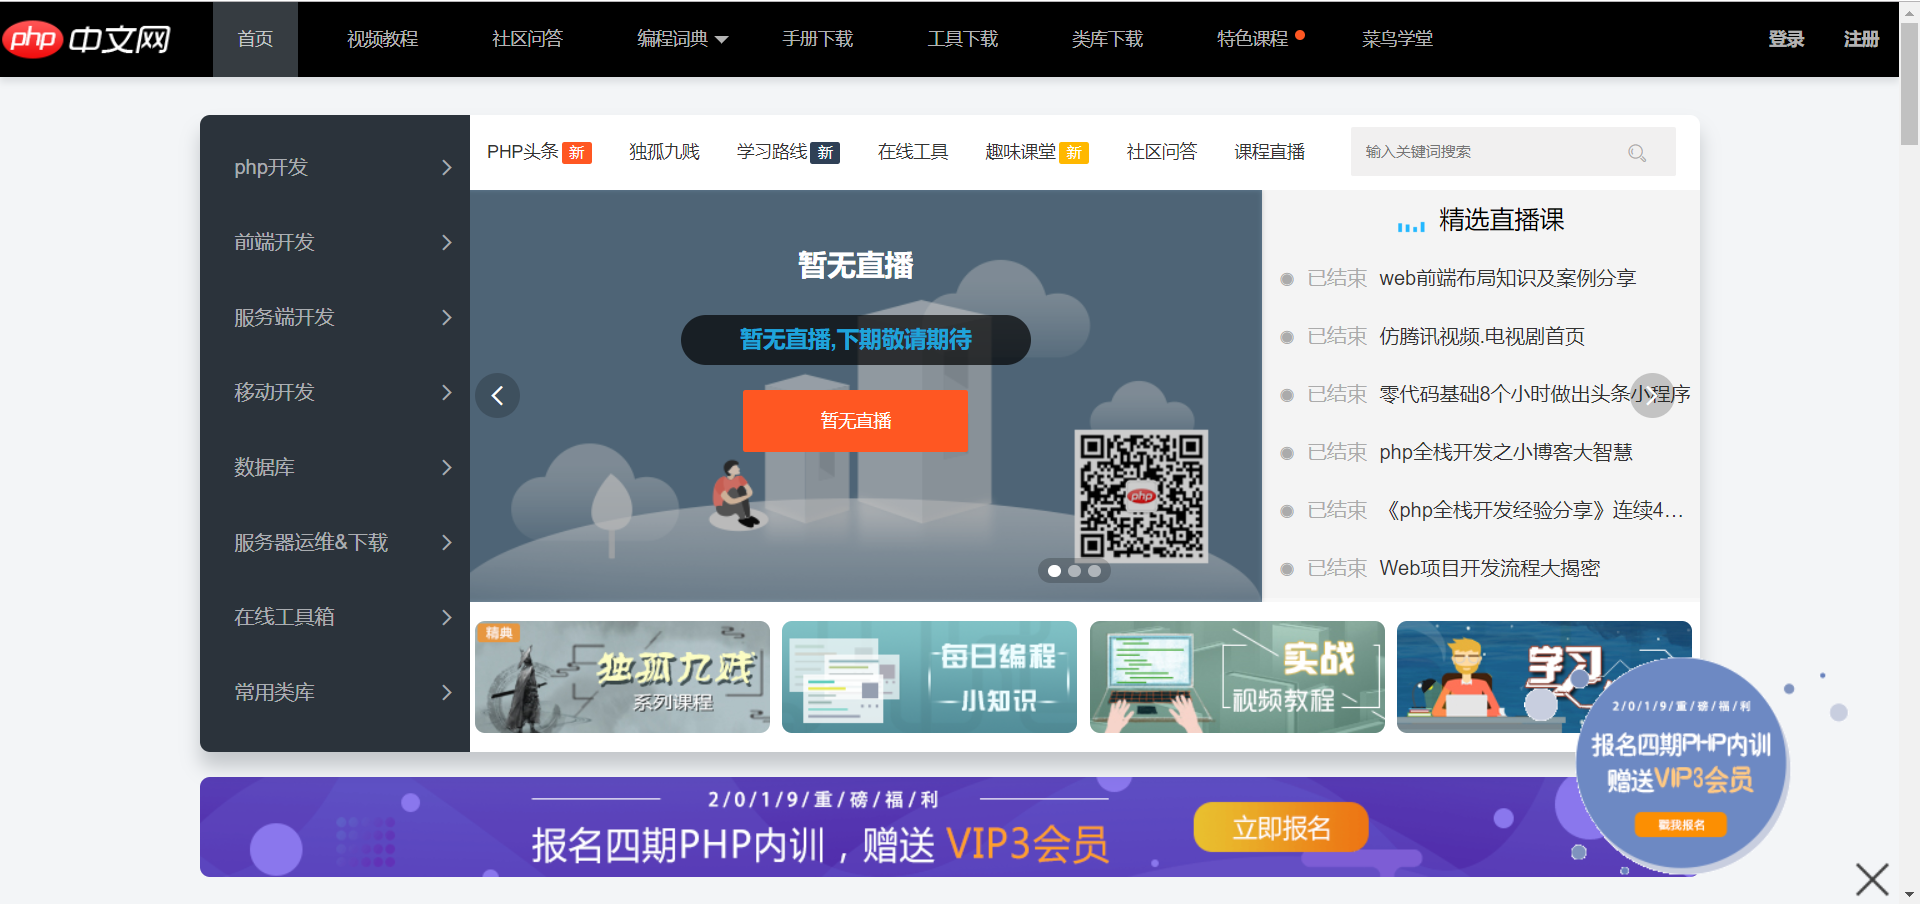 php 中文网
首页 视频教程 社区问答 编程词典 手册下载 工具下载 类库下载 特色课程 菜鸟学堂 登录 注册
PHP头条 新 独孤九贱 学习路线 新 在线工具 趣味课堂 新 社区问答 课程直播 输入关键词搜索
php开发
前端开发
服务端开发
移动开发
数据库
服务器运维&下载
在线工具箱
常用类库
暂无直播
暂无直播,下期敬请期待
暂无直播
php
精选直播课
已结束 web前端布局知识及案例分享
已结束 仿腾讯视频.电视剧首页
已结束 零代码基础8个小时做出头条小程序
已结束 php全栈开发之小博客大智慧
已结束 《php全栈开发经验分享》连续4...
已结束 Web项目开发流程大揭密
精典
独孤九贱
系列课程
每日编程
小知识
实战
视频教程
学习
2/0/1/9/重/磅/福/利
报名四期PHP内训
赠送VIP3会员
戳我报名
2/0/1/9/重/磅/福/利
报名四期PHP内训，赠送 VIP3会员
立即报名